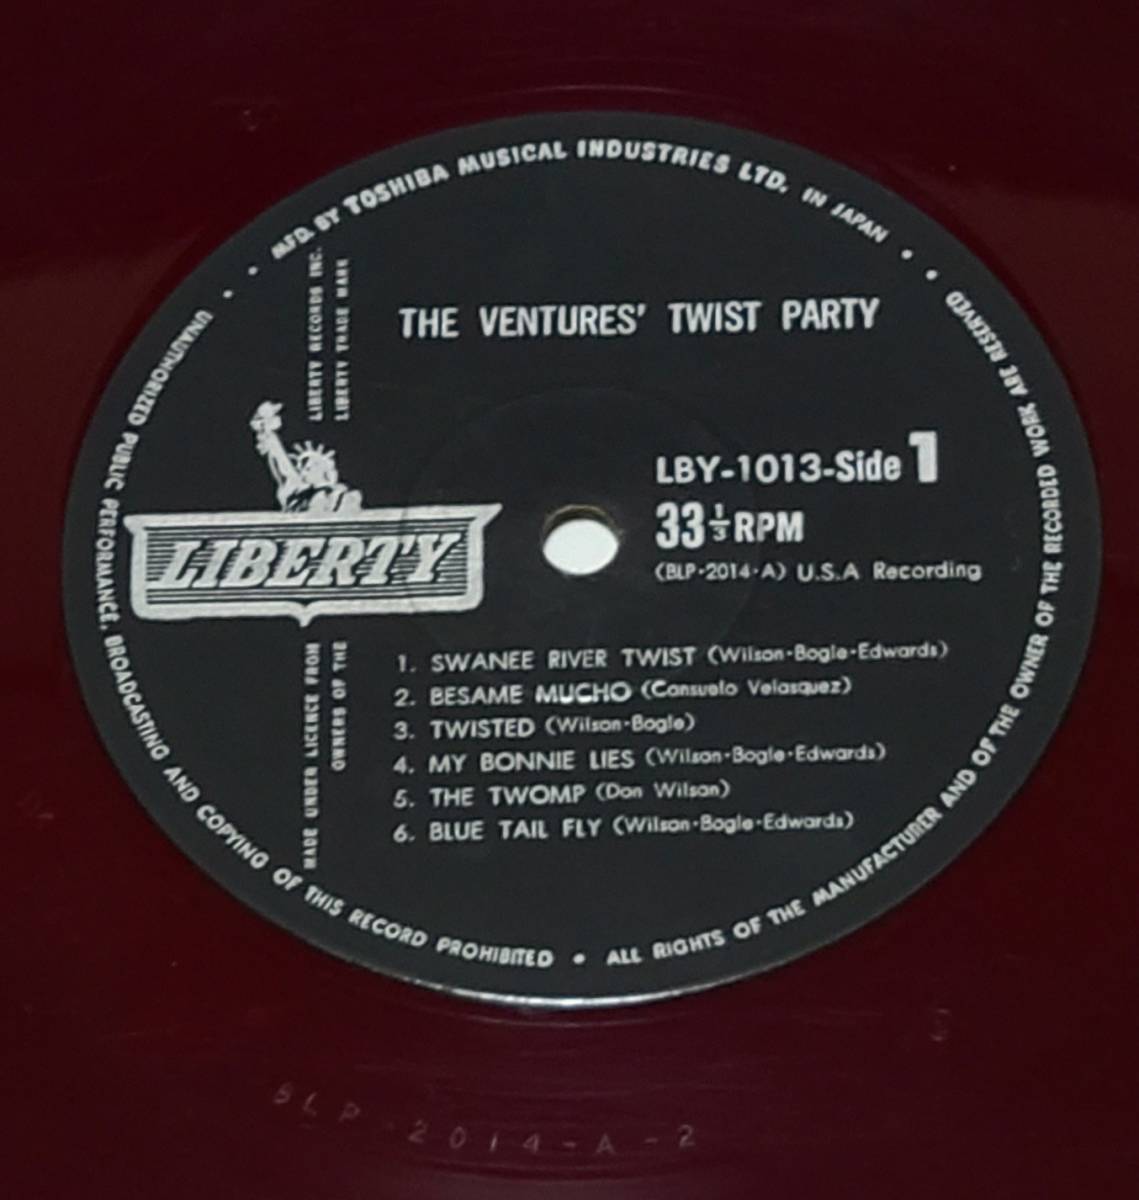 MFD. BY TOSHIBA MUSICAL INDUSTRIES LTD. IN JAPAN
LIBERTY RECORDS INC.
LIBERTY TRADE MARK
THE VENTURES' TWIST PARTY
LBY-1013-Side 1
33 1/3 RPM
(BLP·2014·A) U.S.A Recording
LIBERTY
MADE UNDER LICENCE FROM
OWNERS OF THE
1. SWANEE RIVER TWIST (Wilson·Bogle·Edwards)
2. BESAME MUCHO (Consuelo Velasquez)
3. TWISTED (Wilson·Bogle)
4. MY BONNIE LIES (Wilson·Bogle·Edwards)
5. THE TWOMP (Don Wilson)
6. BLUE TAIL FLY (Wilson·Bogle·Edwards)
UNAUTHORIZED PUBLIC PERFORMANCE, BROADCASTING AND COPYING OF THIS RECORD PROHIBITED • ALL RIGHTS OF THE MANUFACTURER AND OF THE OWNER OF THE RECORDED WORK ARE RESERVED
BLP-2014-A-2